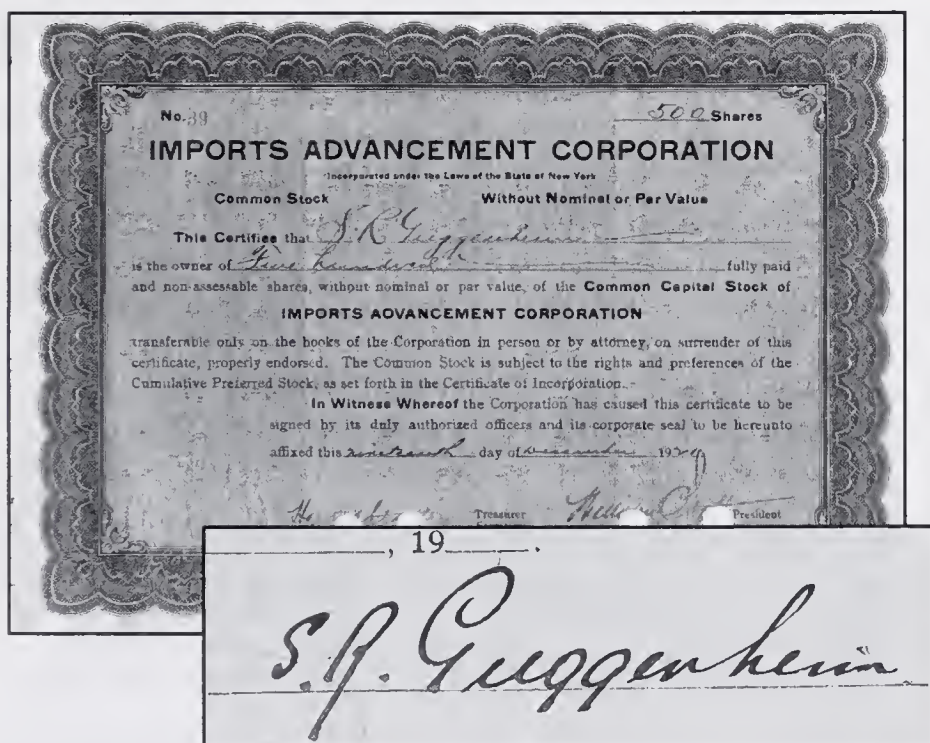 No. 39 500 Shares
IMPORTS ADVANCEMENT CORPORATION
Incorporated under the Laws of the State of New York
Common Stock Without Nominal or Par Value
This Certifies that S. R. Guggenheim
is the owner of Five hundred fully paid
and non-assessable shares, without nominal or par value, of the Common Capital Stock of
IMPORTS ADVANCEMENT CORPORATION
transferable only on the books of the Corporation in person or by attorney, on surrender of this
certificate, properly endorsed. The Common Stock is subject to the rights and preferences of the
Cumulative Preferred Stock, as set forth in the Certificate of Incorporation.
In Witness Whereof the Corporation has caused this certificate to be
signed by its duly authorized officers and its corporate seal to be hereunto
affixed this nineteenth day of December 1929
Treasurer President
, 19 .
S. R. Guggenheim